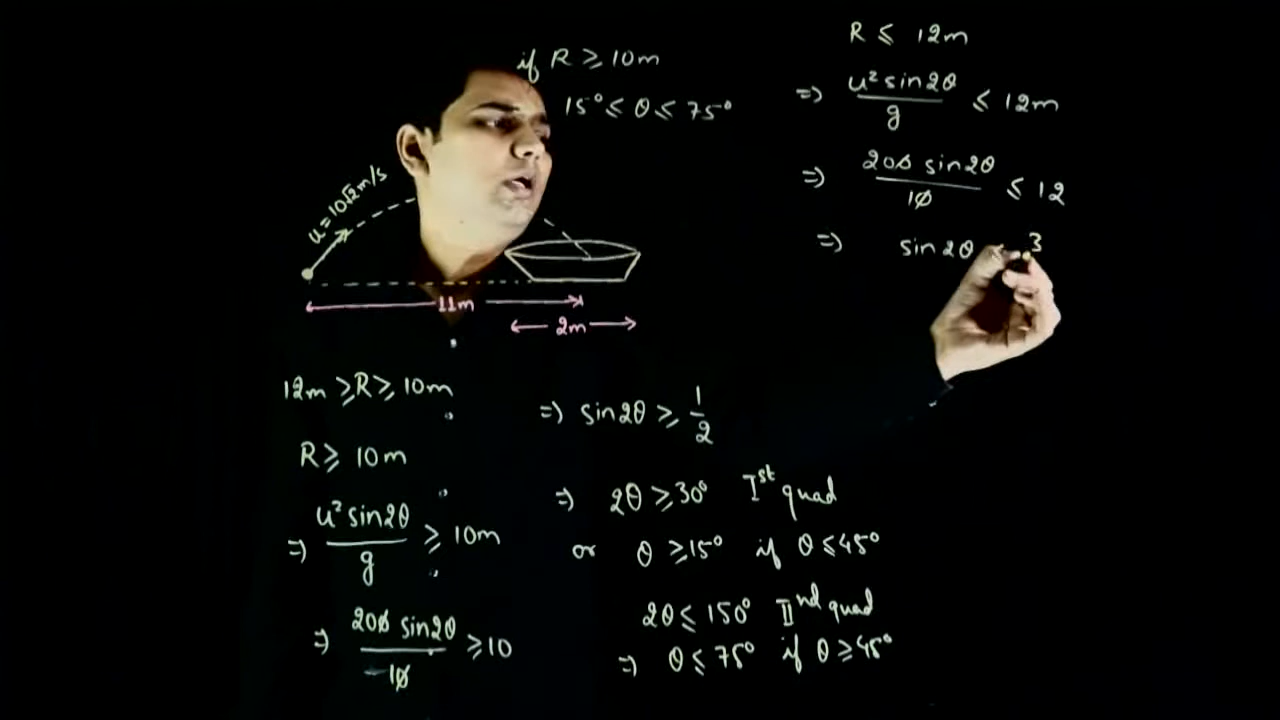 if R ⩾ 10m
15° ⩽ θ ⩽ 75°
u = 10√2 m/s
11m
2m
12m ⩾ R ⩾ 10m
R ⩾ 10m
⇒ u² sin2θ / g ⩾ 10m
⇒ 200 sin2θ / 10 ⩾ 10
⇒ sin2θ ⩾ 1/2
⇒ 2θ ⩾ 30° Iˢᵗ quad
or θ ⩾ 15° if θ ⩽ 45°
2θ ⩽ 150° IIⁿᵈ quad
⇒ θ ⩽ 75° if θ ⩾ 45°
R ⩽ 12m
⇒ u² sin2θ / g ⩽ 12m
⇒ 200 sin2θ / 10 ⩽ 12
⇒ sin2θ 3